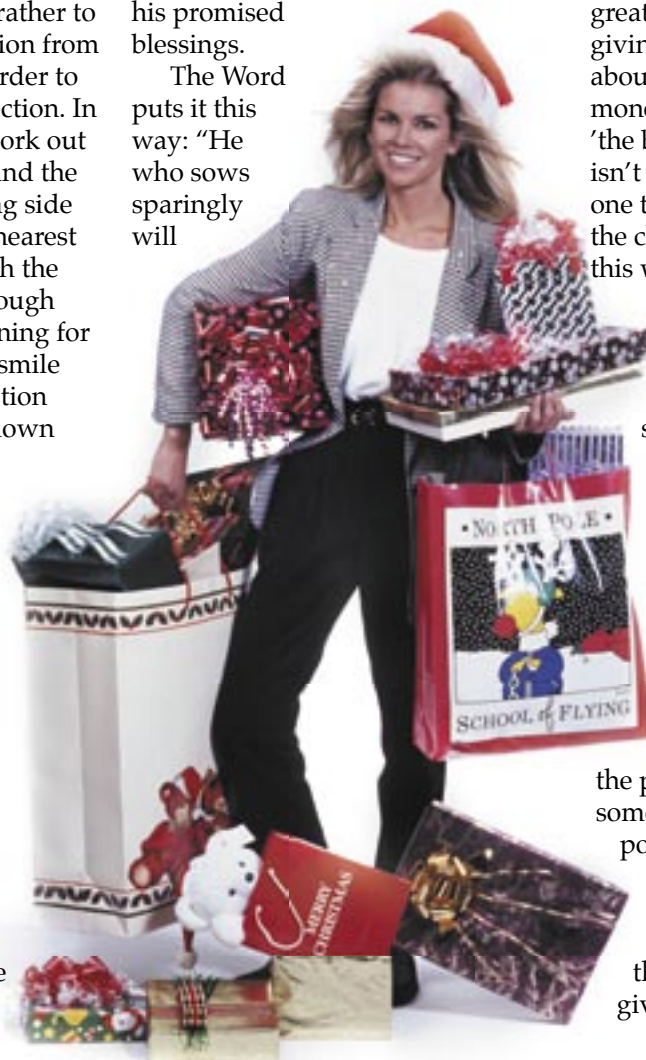 rather to
ion from
rder to
ction. In
ork out
nd the
g side
nearest
h the
ough
ning for
smile
tion
lown
e
his promised
blessings.
The Word
puts it this
way: “He
who sows
sparingly
will
great
givin
abou
mone
’the b
isn’t
one t
the c
this w
s
the p
some
po
th
giv
• NORTH POLE •
SCHOOL of FLYING
MERRY
CHRISTMAS